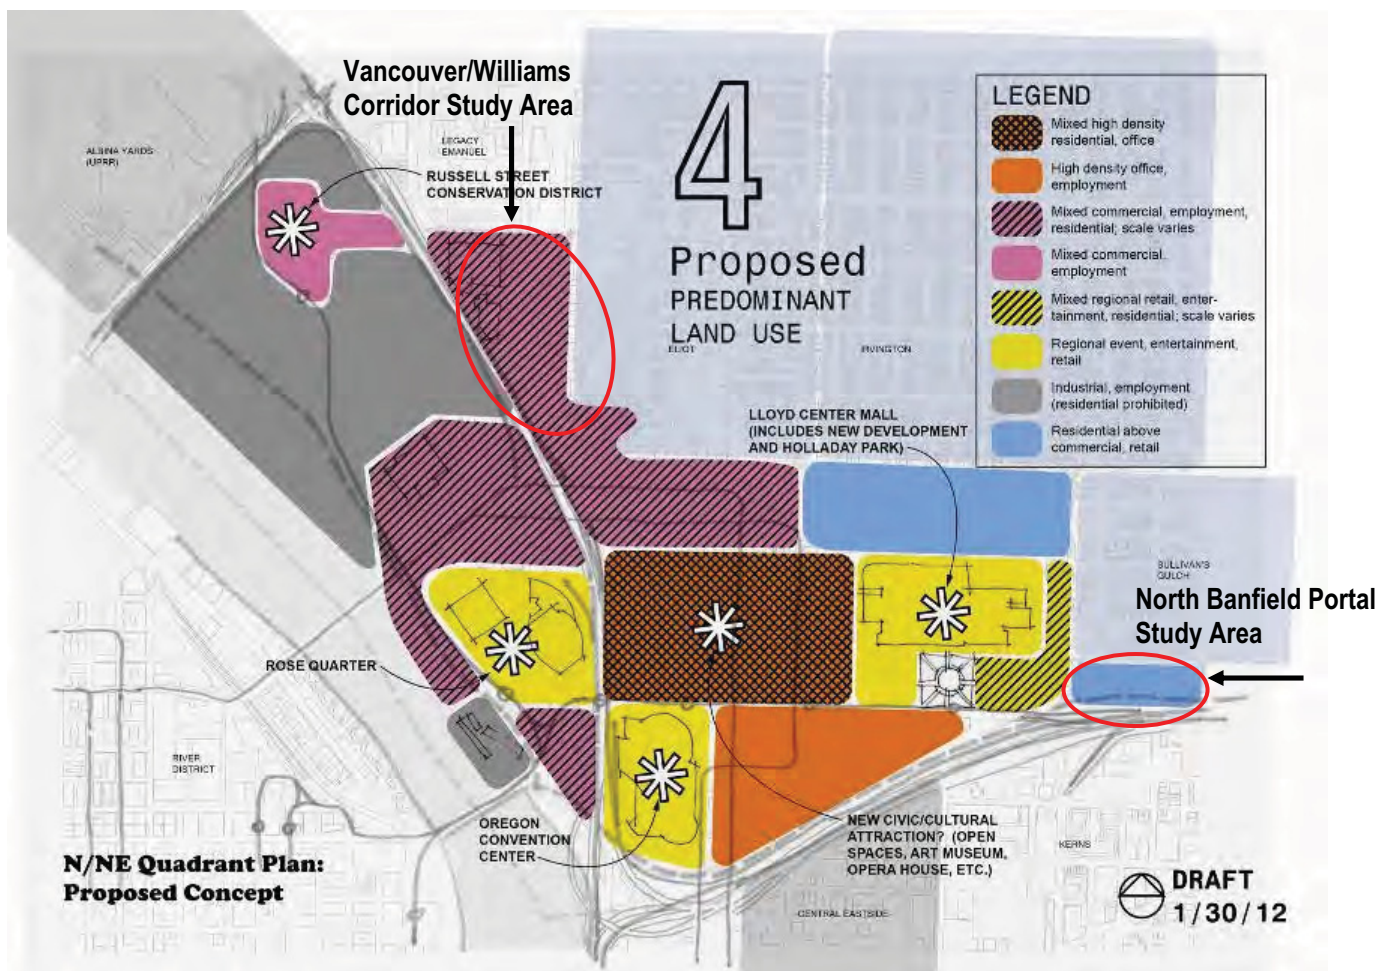 Vancouver/Williams
Corridor Study Area
4
Proposed
PREDOMINANT
LAND USE
LEGEND
Mixed high density
residential, office
High density office,
employment
Mixed commercial, employment,
residential; scale varies
Mixed commercial,
employment
Mixed regional retail, enter-
tainment, residential; scale varies
Regional event, entertainment,
retail
Industrial, employment
(residential prohibited)
Residential above
commercial, retail
ALBINA YARDS
(UPRR)
LEGACY
EMANUEL
RUSSELL STREET
CONSERVATION DISTRICT
ELIOT
IRVINGTON
LLOYD CENTER MALL
(INCLUDES NEW DEVELOPMENT
AND HOLLADAY PARK)
SULLIVAN'S
GULCH
North Banfield Portal
Study Area
ROSE QUARTER
RIVER
DISTRICT
OREGON
CONVENTION
CENTER
NEW CIVIC/CULTURAL
ATTRACTION? (OPEN
SPACES, ART MUSEUM,
OPERA HOUSE, ETC.)
KERNS
CENTRAL EASTSIDE
N/NE Quadrant Plan:
Proposed Concept
DRAFT
1/30/12